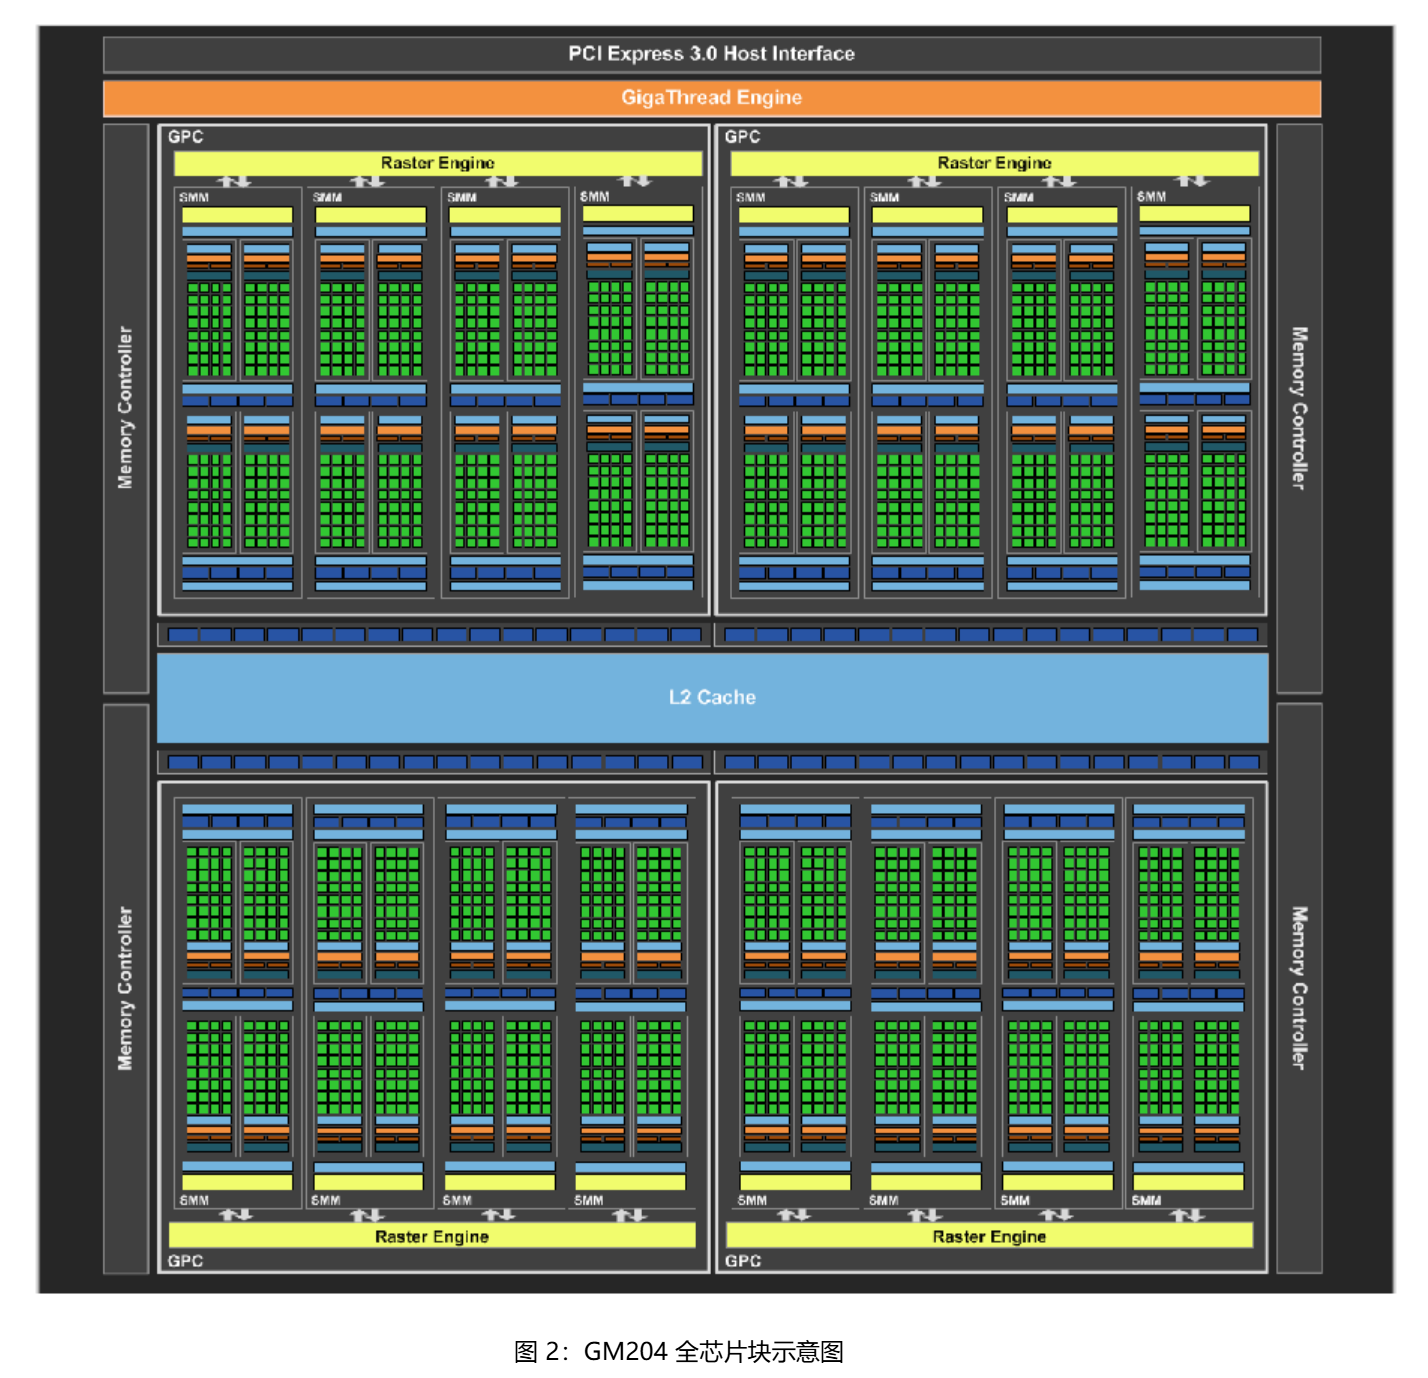 PCI Express 3.0 Host Interface
GigaThread Engine
GPC
GPC
Raster Engine
Raster Engine
SMM
SMM
SMM
SMM
SMM
SMM
SMM
SMM
Memory Controller
Memory Controller
L2 Cache
Memory Controller
Memory Controller
SMM
SMM
SMM
SMM
SMM
SMM
SMM
SMM
Raster Engine
Raster Engine
GPC
GPC
图 2：GM204 全芯片块示意图